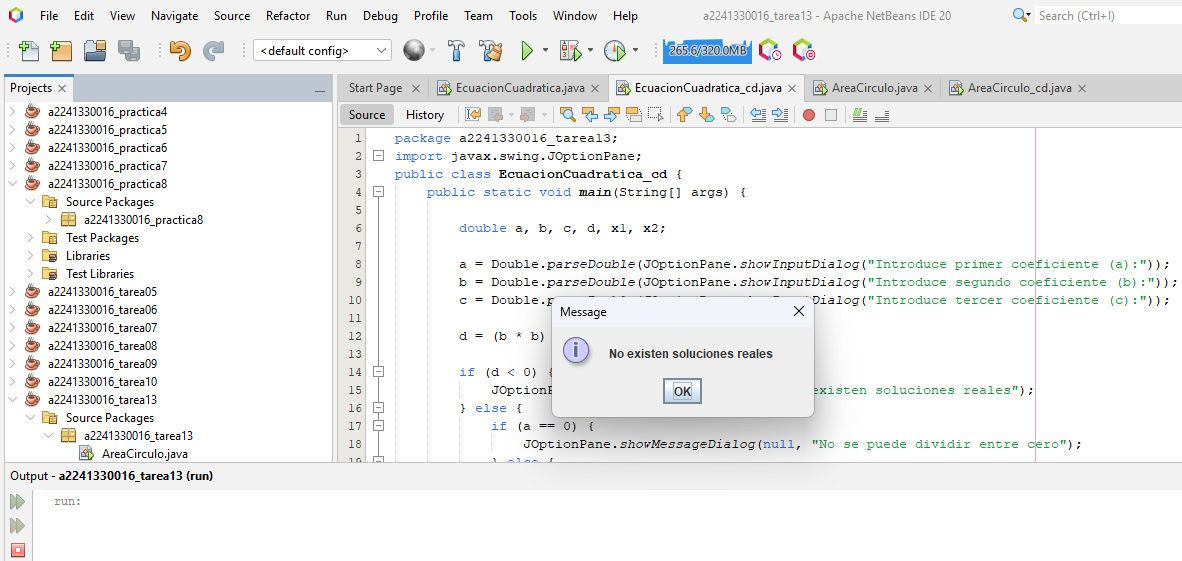 File Edit View Navigate Source Refactor Run Debug Profile Team Tools Window Help a2241330016_tarea13 - Apache NetBeans IDE 20 Search (Ctrl+I)
<default config> 265.6/320.0MB
Projects Start Page EcuacionCuadratica.java EcuacionCuadratica_cd.java AreaCirculo.java AreaCirculo_cd.java
Source History
a2241330016_practica4
a2241330016_practica5
a2241330016_practica6
a2241330016_practica7
a2241330016_practica8
Source Packages
a2241330016_practica8
Test Packages
Libraries
Test Libraries
a2241330016_tarea05
a2241330016_tarea06
a2241330016_tarea07
a2241330016_tarea08
a2241330016_tarea09
a2241330016_tarea10
a2241330016_tarea13
Source Packages
a2241330016_tarea13
AreaCirculo.java
1 package a2241330016_tarea13;
2 import javax.swing.JOptionPane;
3 public class EcuacionCuadratica_cd {
4 public static void main(String[] args) {
5
6 double a, b, c, d, x1, x2;
7
8 a = Double.parseDouble(JOptionPane.showInputDialog("Introduce primer coeficiente (a):"));
9 b = Double.parseDouble(JOptionPane.showInputDialog("Introduce segundo coeficiente (b):"));
10 c = Double.parseDouble(JOptionPane.showInputDialog("Introduce tercer coeficiente (c):"));
11
12 d = (b * b)
13
14 if (d < 0) {
15 JOptionP existen soluciones reales");
16 } else {
17 if (a == 0) {
18 JOptionPane.showMessageDialog(null, "No se puede dividir entre cero");
19 } else {
Message
No existen soluciones reales
OK
Output - a2241330016_tarea13 (run)
run: